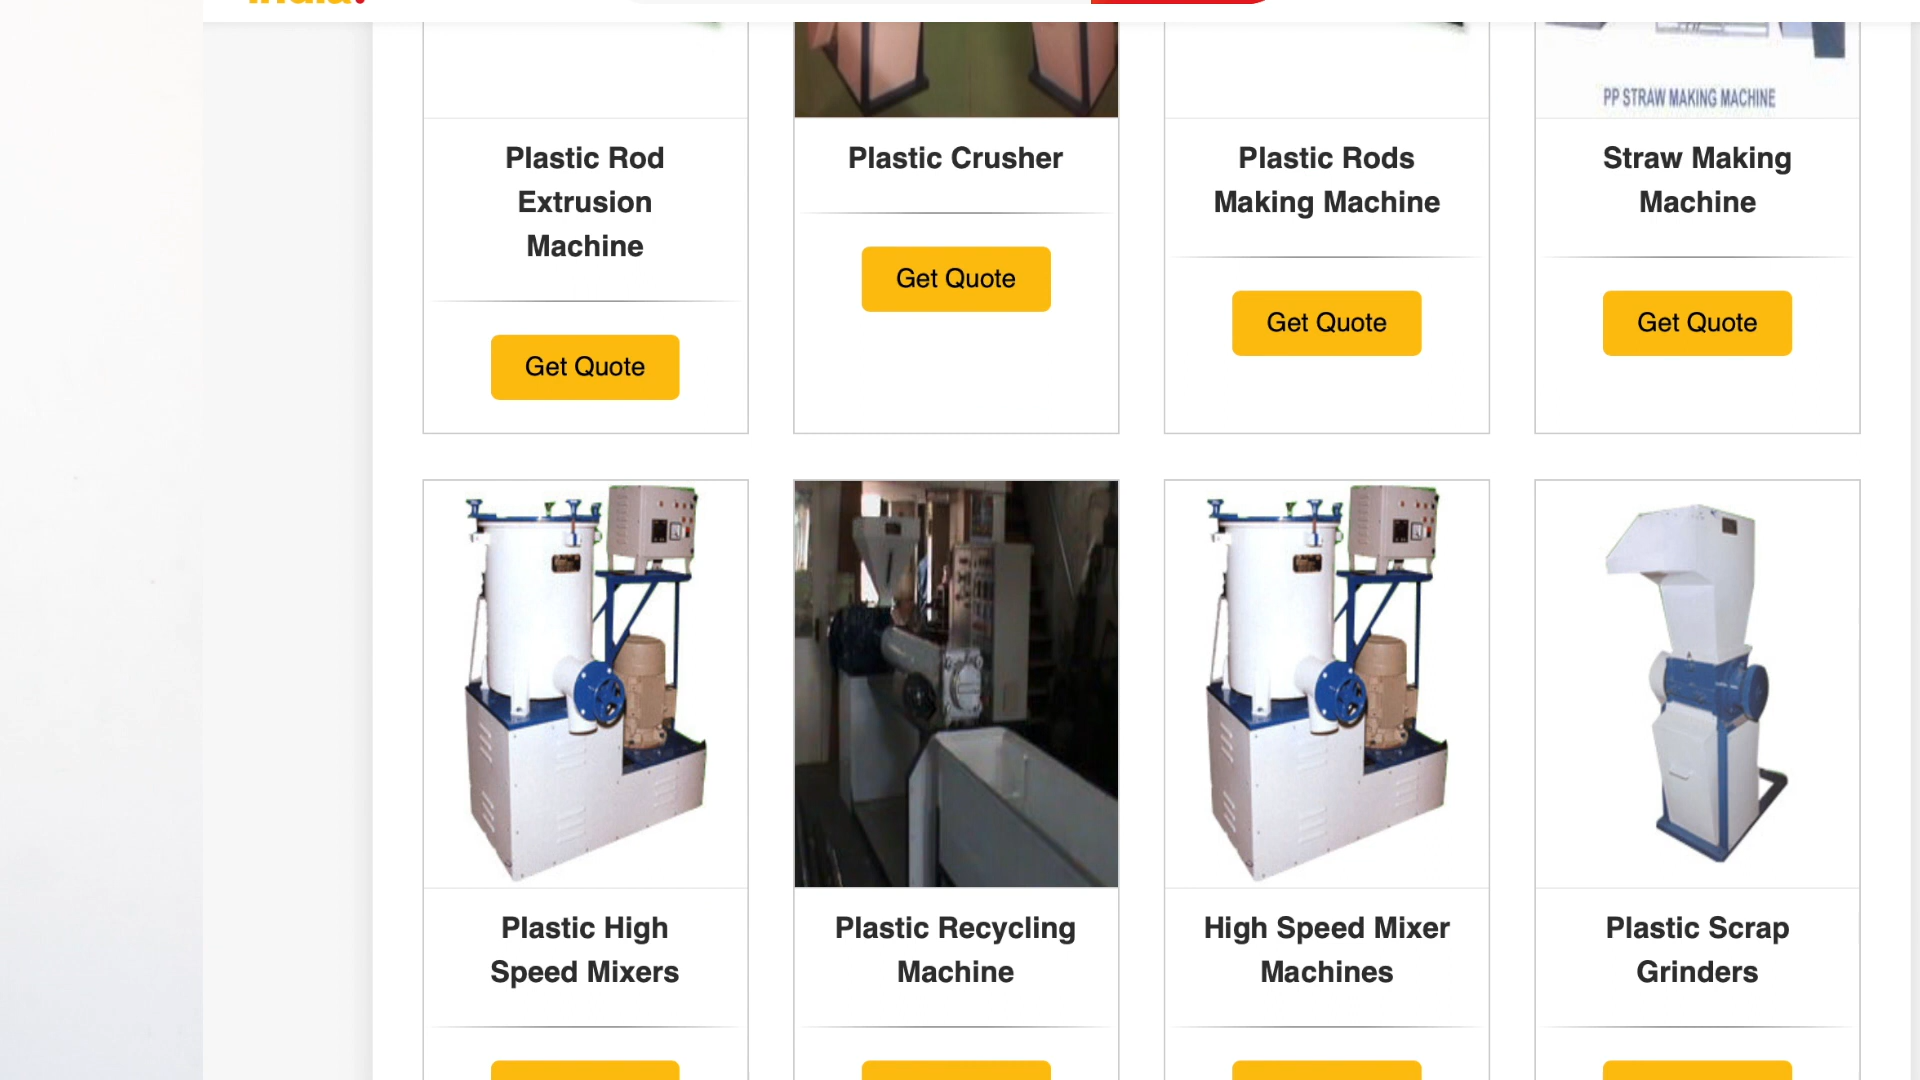 PP STRAW MAKING MACHINE
Plastic Rod
Extrusion
Machine
Get Quote
Plastic Crusher
Get Quote
Plastic Rods
Making Machine
Get Quote
Straw Making
Machine
Get Quote
Plastic High
Speed Mixers
Plastic Recycling
Machine
High Speed Mixer
Machines
Plastic Scrap
Grinders